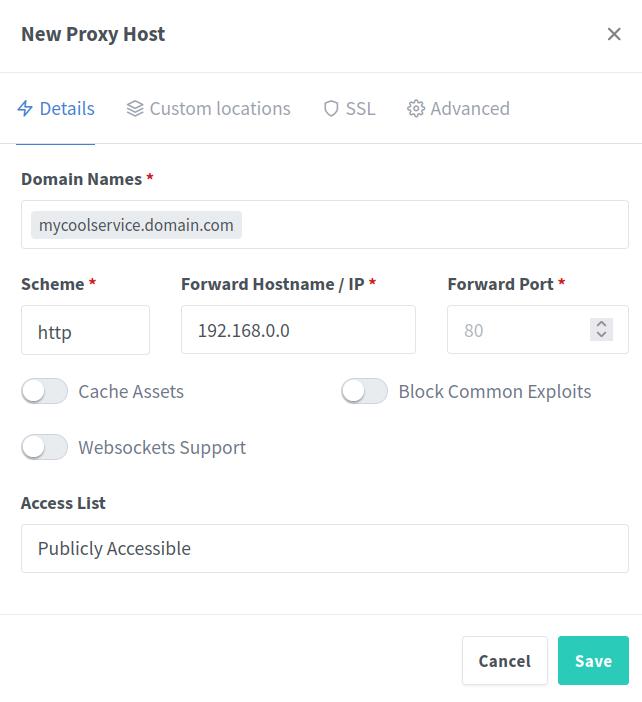 New Proxy Host
Details Custom locations SSL Advanced
Domain Names *
mycoolservice.domain.com
Scheme * Forward Hostname / IP * Forward Port *
http 192.168.0.0 80
Cache Assets Block Common Exploits
Websockets Support
Access List
Publicly Accessible
Cancel Save